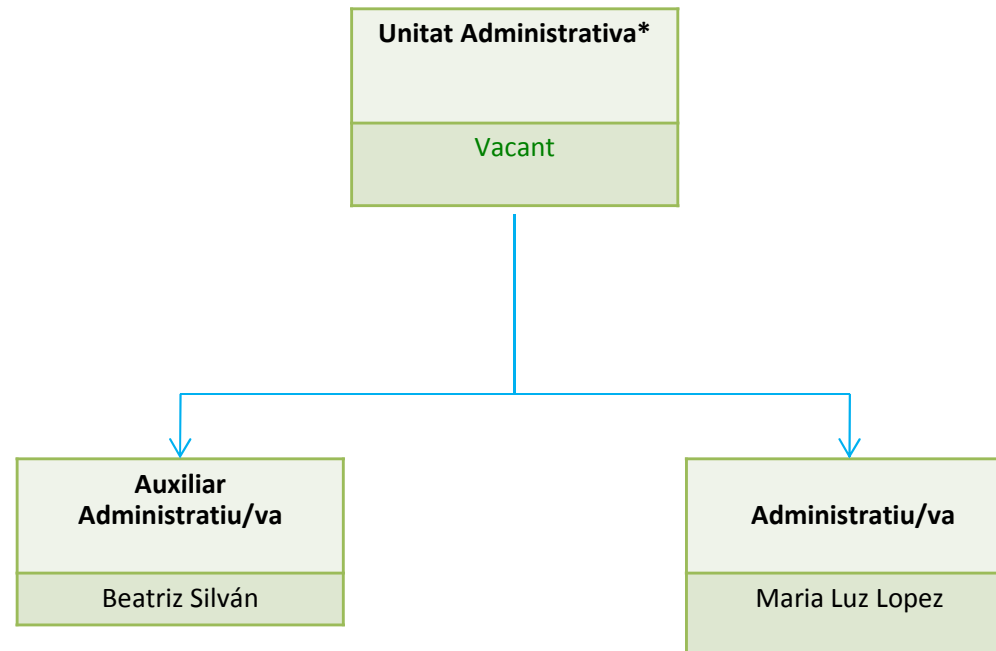 Unitat Administrativa*
Vacant
Auxiliar
Administratiu/va
Beatriz Silván
Administratiu/va
Maria Luz Lopez